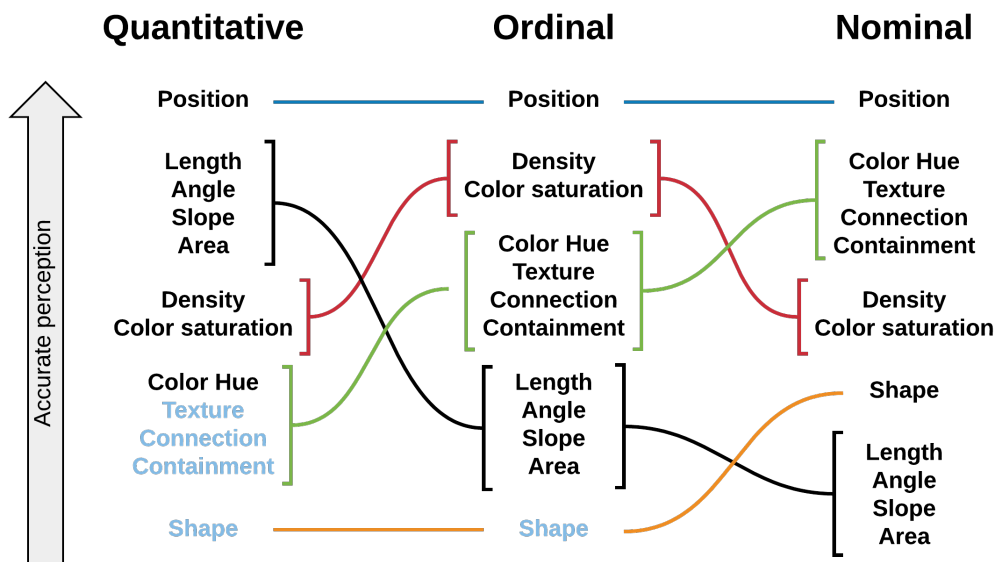 Quantitative
Ordinal
Nominal
Accurate perception
Position
Length
Angle
Slope
Area
Density
Color saturation
Color Hue
Texture
Connection
Containment
Shape
Position
Density
Color saturation
Color Hue
Texture
Connection
Containment
Length
Angle
Slope
Area
Shape
Position
Color Hue
Texture
Connection
Containment
Density
Color saturation
Shape
Length
Angle
Slope
Area